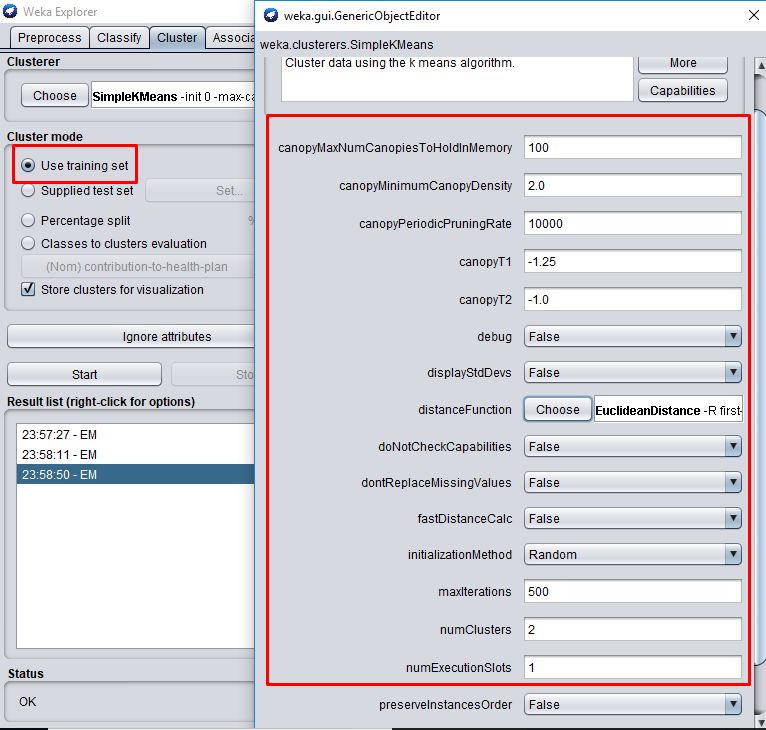 Weka Explorer
Preprocess Classify Cluster Associa
Clusterer
Choose SimpleKMeans -init 0 -max-ca
Cluster mode
Use training set
Supplied test set Set...
Percentage split %
Classes to clusters evaluation
(Nom) contribution-to-health-plan
Store clusters for visualization
Ignore attributes
Start Sto
Result list (right-click for options)
23:57:27 - EM
23:58:11 - EM
23:58:50 - EM
Status
OK
weka.gui.GenericObjectEditor
weka.clusterers.SimpleKMeans
Cluster data using the k means algorithm.
More
Capabilities
canopyMaxNumCanopiesToHoldInMemory 100
canopyMinimumCanopyDensity 2.0
canopyPeriodicPruningRate 10000
canopyT1 -1.25
canopyT2 -1.0
debug False
displayStdDevs False
distanceFunction Choose EuclideanDistance -R first-
doNotCheckCapabilities False
dontReplaceMissingValues False
fastDistanceCalc False
initializationMethod Random
maxIterations 500
numClusters 2
numExecutionSlots 1
preserveInstancesOrder False